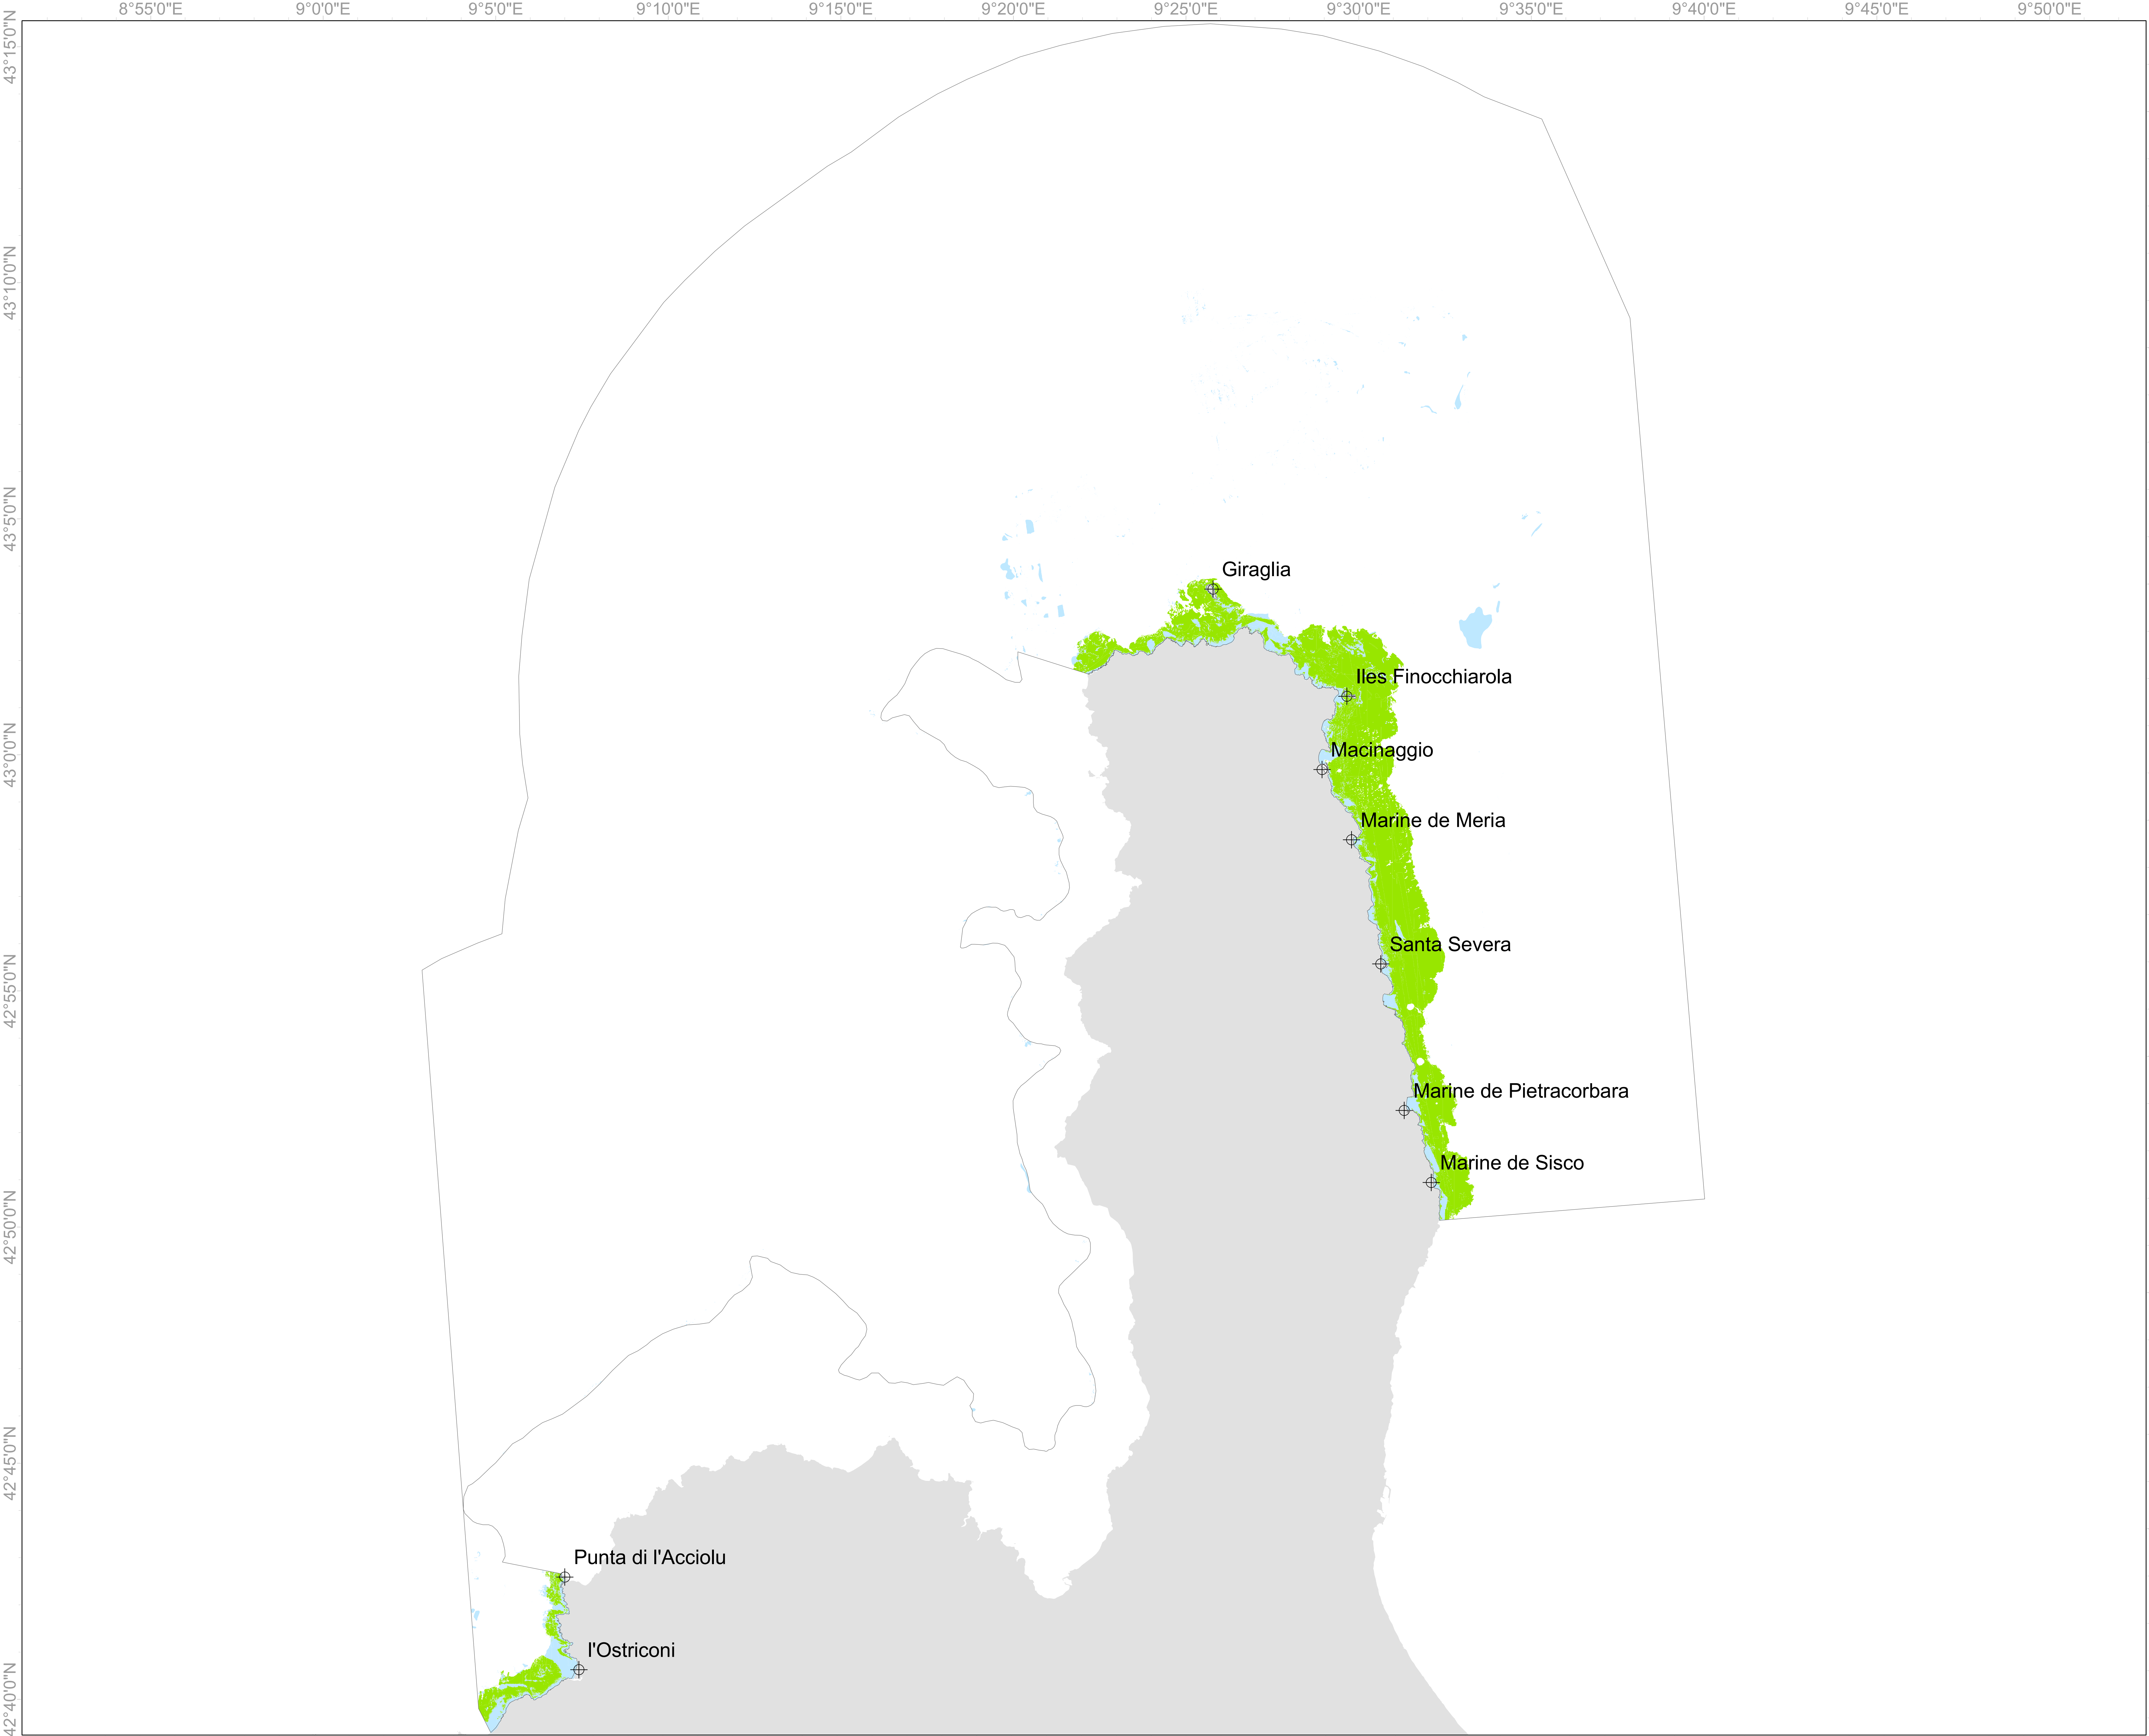 8°55'0"E 9°0'0"E 9°5'0"E 9°10'0"E 9°15'0"E 9°20'0"E 9°25'0"E 9°30'0"E 9°35'0"E 9°40'0"E 9°45'0"E 9°50'0"E
43°15'0"N
43°10'0"N
43°5'0"N
Giraglia
Iles Finocchiarola
43°0'0"N
Macinaggio
Marine de Meria
Santa Severa
42°55'0"N
Marine de Pietracorbara
Marine de Sisco
42°50'0"N
42°45'0"N
Punta di l'Acciolu
l'Ostriconi
42°40'0"N